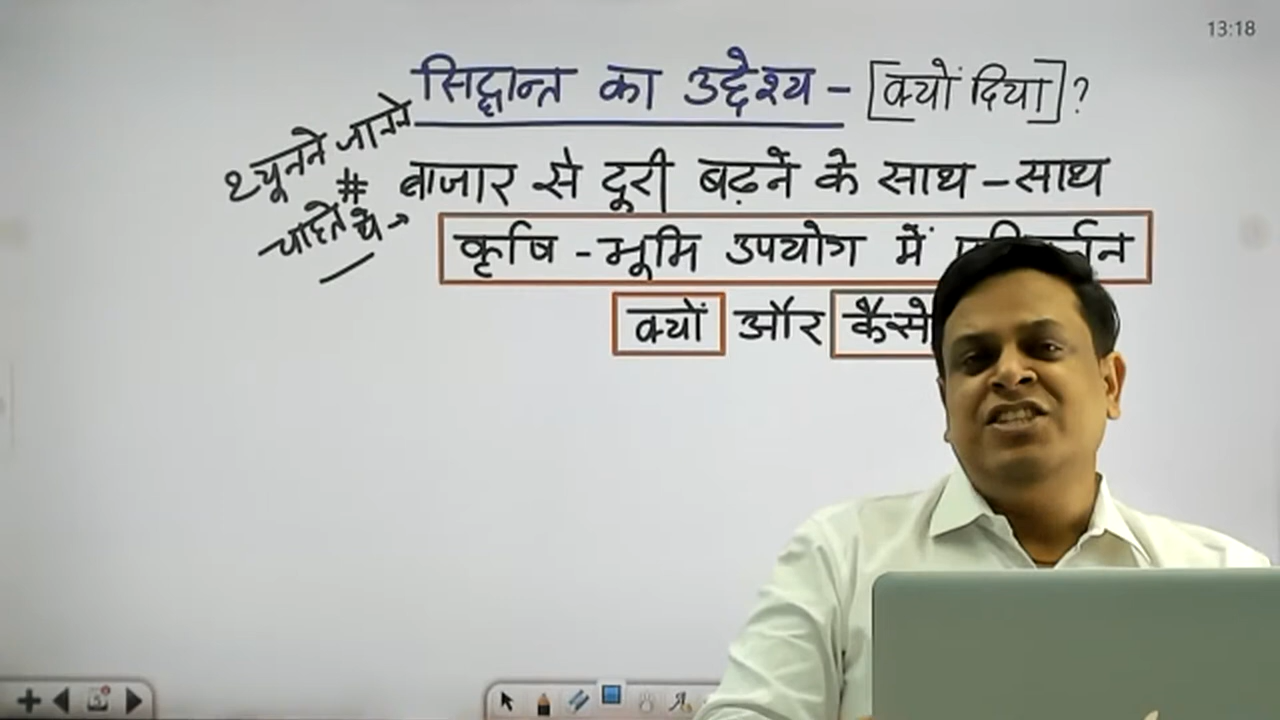 13:18
सिद्धान्त का उद्देश्य - [क्यों दिया]?
थ्यूनने जानने
चाहते थे →
# बाजार से दूरी बढ़ने के साथ-साथ
कृषि-भूमि उपयोग में
क्यों और कैसे